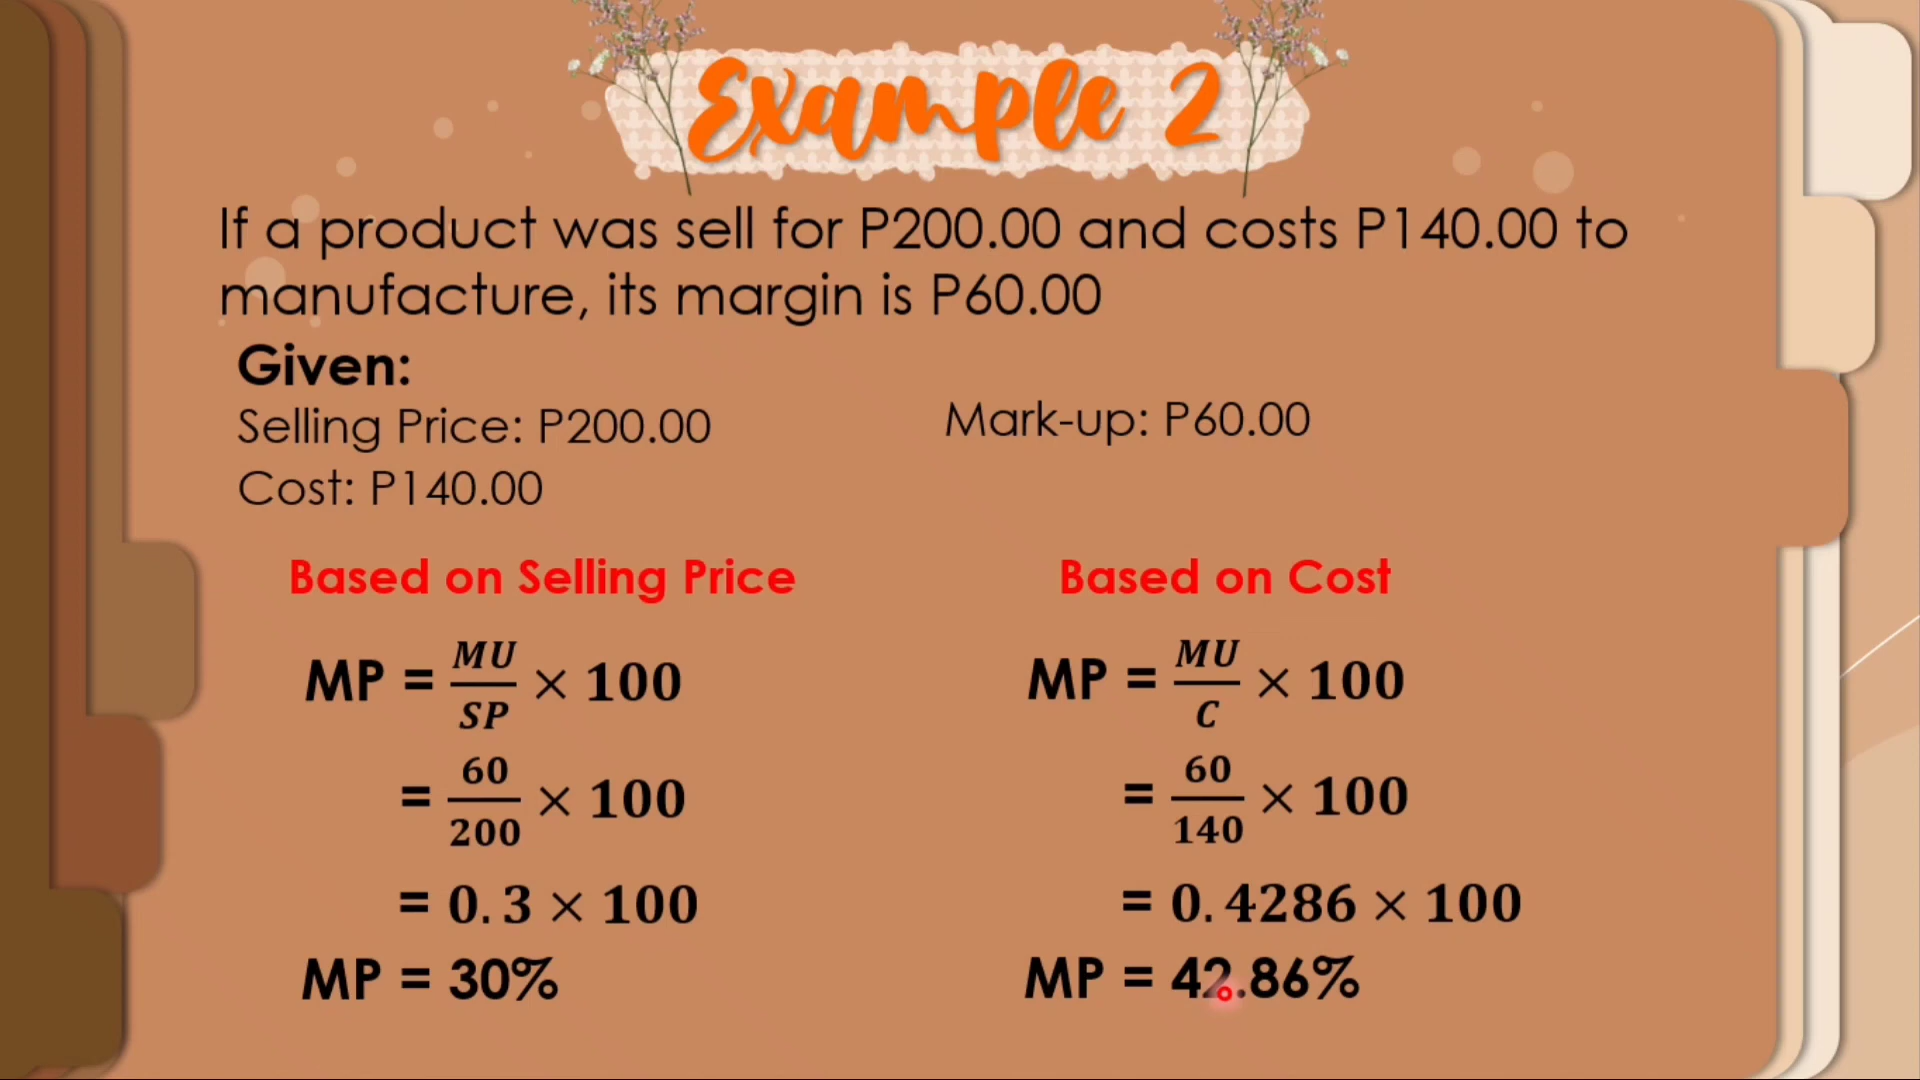 Example 2
If a product was sell for P200.00 and costs P140.00 to
manufacture, its margin is P60.00
Given:
Selling Price: P200.00
Cost: P140.00
Mark-up: P60.00
Based on Selling Price
MP = MU/SP × 100
= 60/200 × 100
= 0.3 × 100
MP = 30%
Based on Cost
MP = MU/C × 100
= 60/140 × 100
= 0.4286 × 100
MP = 42.86%